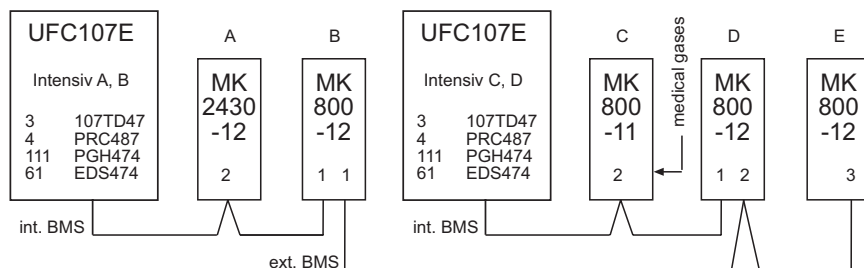 UFC107E
Intensiv A, B
3 107TD47
4 PRC487
111 PGH474
61 EDS474
int. BMS
A
MK
2430
-12
2
B
MK
800
-12
1 1
ext. BMS
UFC107E
Intensiv C, D
3 107TD47
4 PRC487
111 PGH474
61 EDS474
int. BMS
C
MK
800
-11
2
medical gases
D
MK
800
-12
1 2
E
MK
800
-12
3